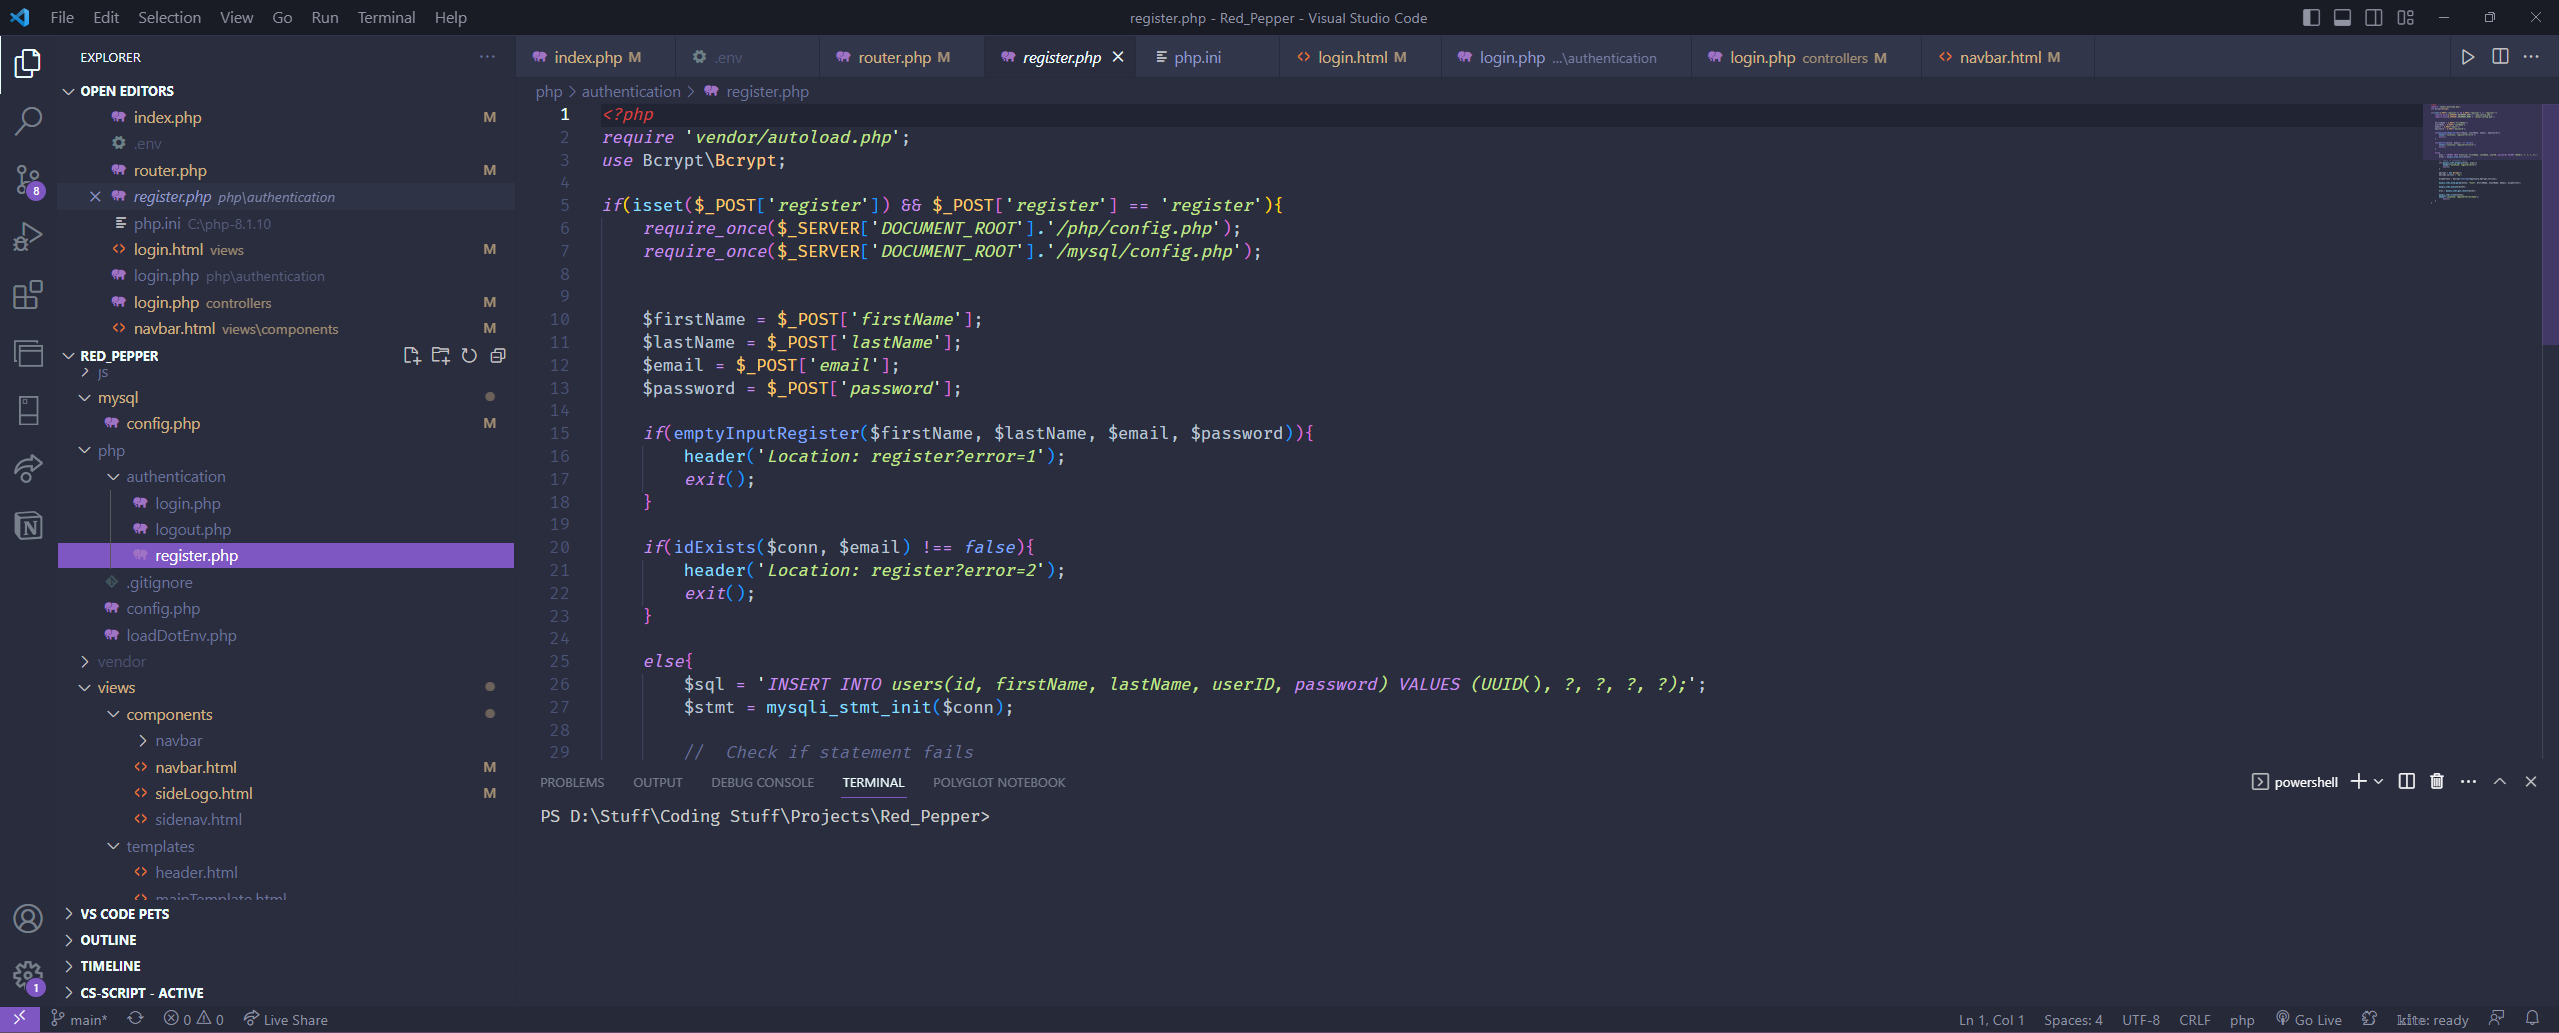 File Edit Selection View Go Run Terminal Help
register.php - Red_Pepper - Visual Studio Code
EXPLORER
OPEN EDITORS
index.php M
.env
router.php M
register.php php\authentication
php.ini C:\php-8.1.10
login.html views M
login.php php\authentication
login.php controllers M
navbar.html views\components M
RED_PEPPER
js
mysql
config.php M
php
authentication
login.php
logout.php
register.php
.gitignore
config.php
loadDotEnv.php
vendor
views
components
navbar
navbar.html M
sideLogo.html M
sidenav.html
templates
header.html
mainTemplate.html
VS CODE PETS
OUTLINE
TIMELINE
CS-SCRIPT - ACTIVE
8
1
index.php M .env router.php M register.php php.ini login.html M login.php ...\authentication login.php controllers M navbar.html M
php > authentication > register.php
1 <?php
2 require 'vendor/autoload.php';
3 use Bcrypt\Bcrypt;
4
5 if(isset($_POST['register']) && $_POST['register'] == 'register'){
6 require_once($_SERVER['DOCUMENT_ROOT'].'/php/config.php');
7 require_once($_SERVER['DOCUMENT_ROOT'].'/mysql/config.php');
8
9
10 $firstName = $_POST['firstName'];
11 $lastName = $_POST['lastName'];
12 $email = $_POST['email'];
13 $password = $_POST['password'];
14
15 if(emptyInputRegister($firstName, $lastName, $email, $password)){
16 header('Location: register?error=1');
17 exit();
18 }
19
20 if(idExists($conn, $email) !== false){
21 header('Location: register?error=2');
22 exit();
23 }
24
25 else{
26 $sql = 'INSERT INTO users(id, firstName, lastName, userID, password) VALUES (UUID(), ?, ?, ?, ?);';
27 $stmt = mysqli_stmt_init($conn);
28
29 // Check if statement fails
PROBLEMS OUTPUT DEBUG CONSOLE TERMINAL POLYGLOT NOTEBOOK
powershell
PS D:\Stuff\Coding Stuff\Projects\Red_Pepper>
main* 0 0 Live Share
Ln 1, Col 1 Spaces: 4 UTF-8 CRLF php Go Live kite: ready